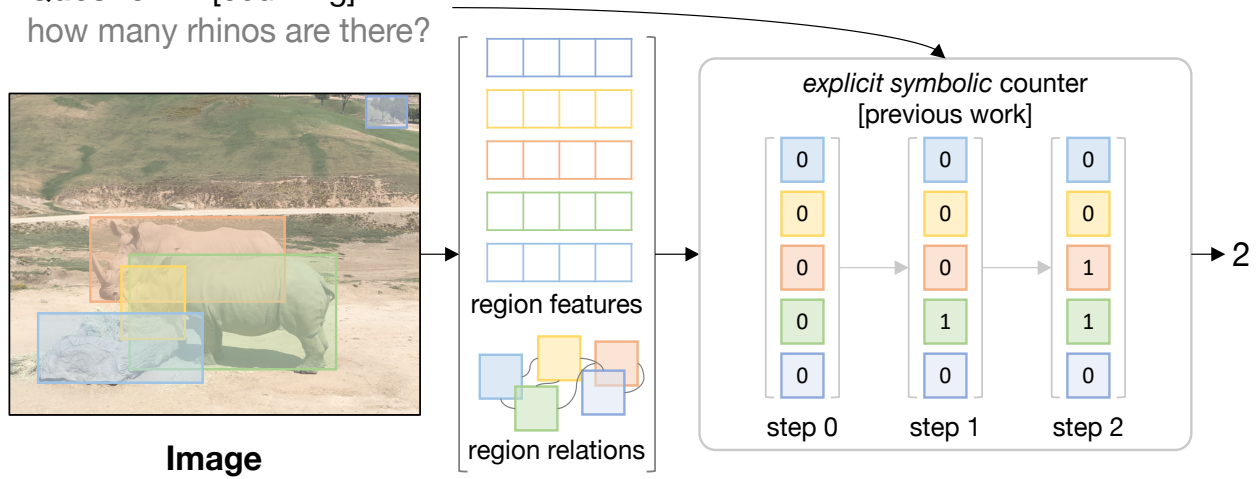 how many rhinos are there?
explicit symbolic counter
[previous work]
0 0 0
0 0 0
0 0 1
0 1 1
0 0 0
step 0 step 1 step 2
2
region features
region relations
Image